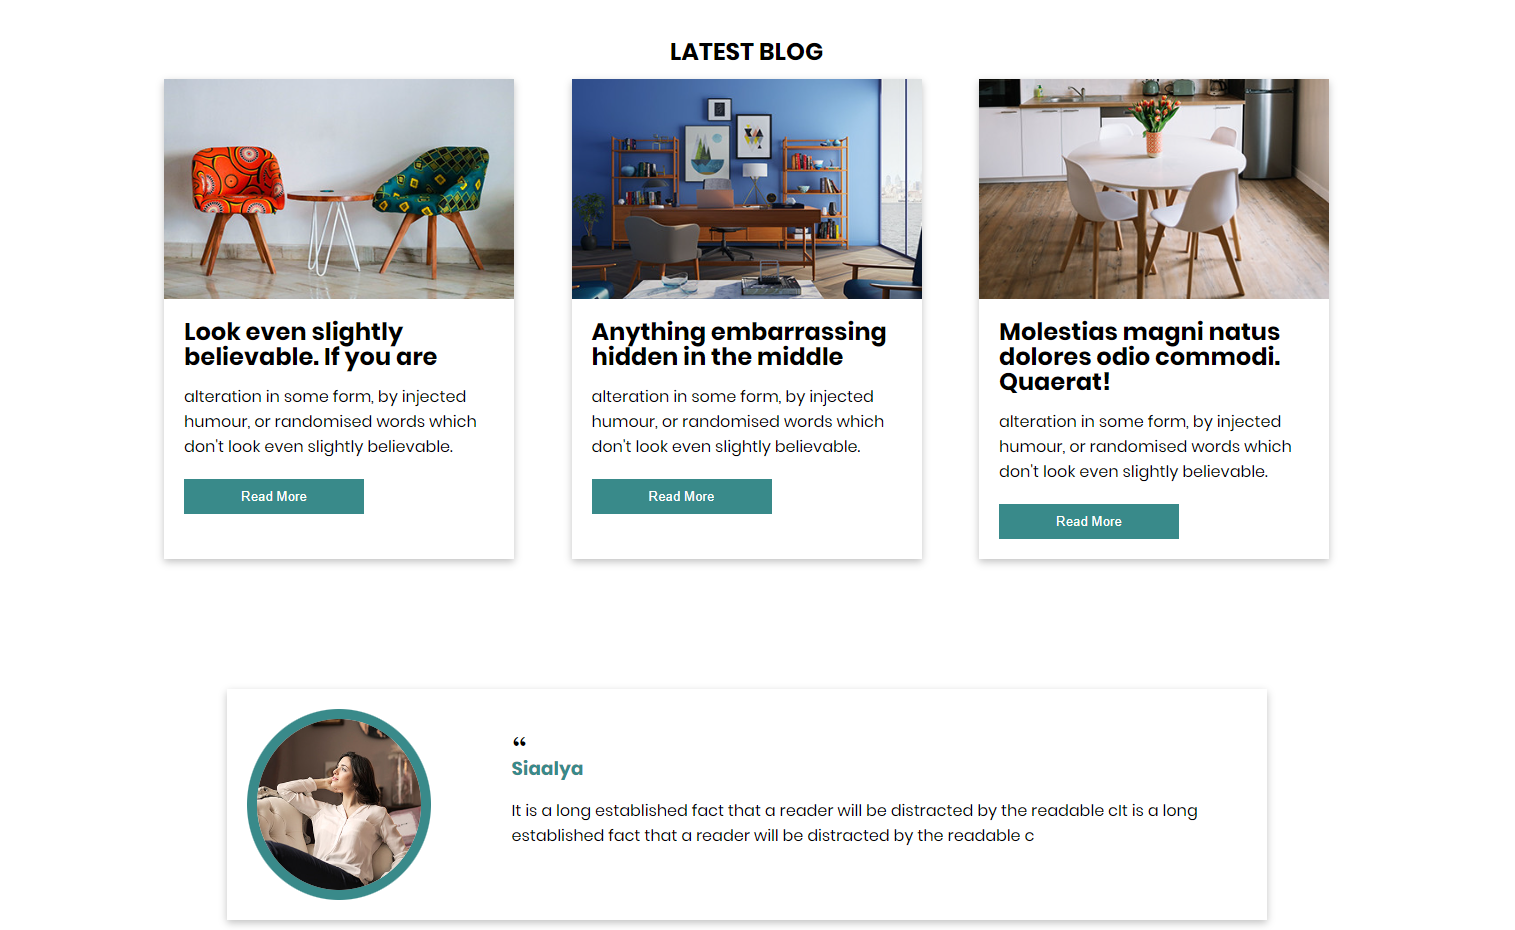 LATEST BLOG
Look even slightly
believable. If you are
alteration in some form, by injected
humour, or randomised words which
don't look even slightly believable.
Read More
Anything embarrassing
hidden in the middle
alteration in some form, by injected
humour, or randomised words which
don't look even slightly believable.
Read More
Molestias magni natus
dolores odio commodi.
Quaerat!
alteration in some form, by injected
humour, or randomised words which
don't look even slightly believable.
Read More
“
Siaalya
It is a long established fact that a reader will be distracted by the readable cIt is a long
established fact that a reader will be distracted by the readable c